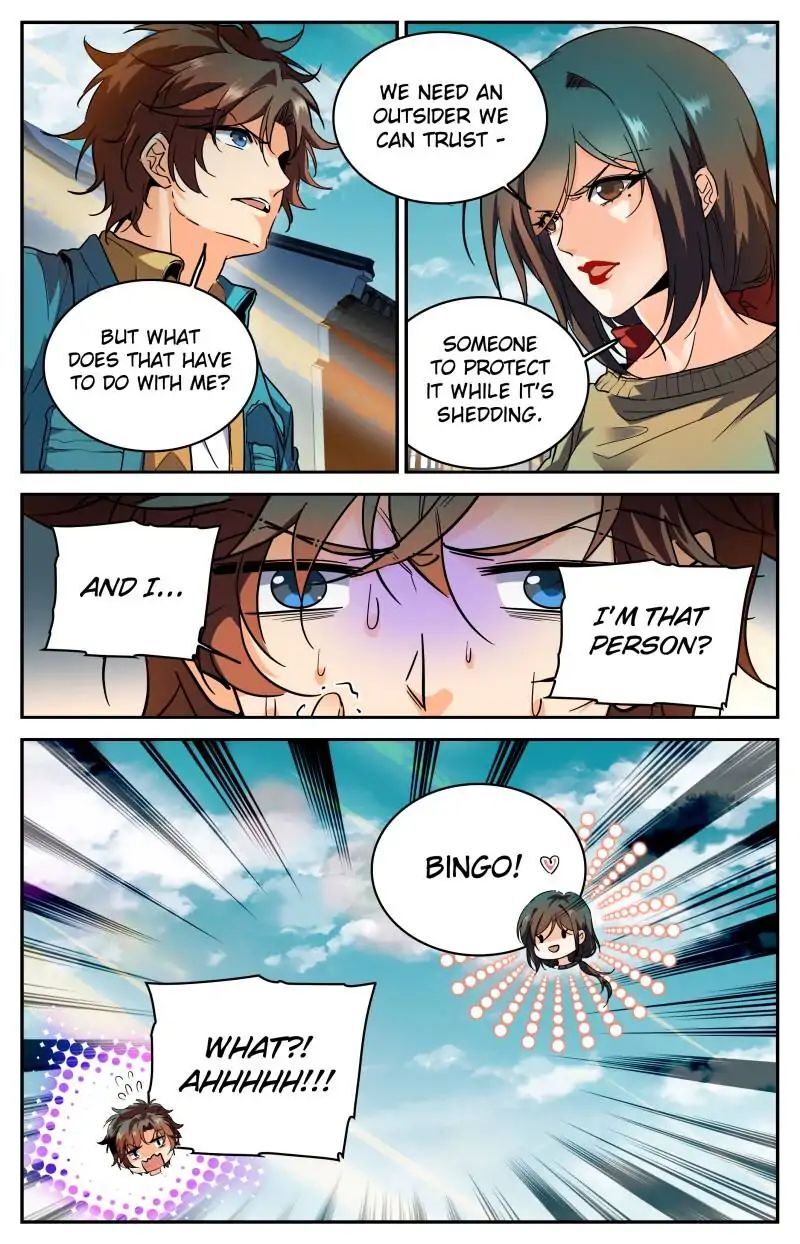 BUT WHAT
DOES THAT HAVE
TO DO WITH ME?
WE NEED AN
OUTSIDER WE
CAN TRUST -
SOMEONE
TO PROTECT
IT WHILE IT'S
SHEDDING.
AND I...
I'M THAT
PERSON?
BINGO!
WHAT?!
AHHHHH!!!